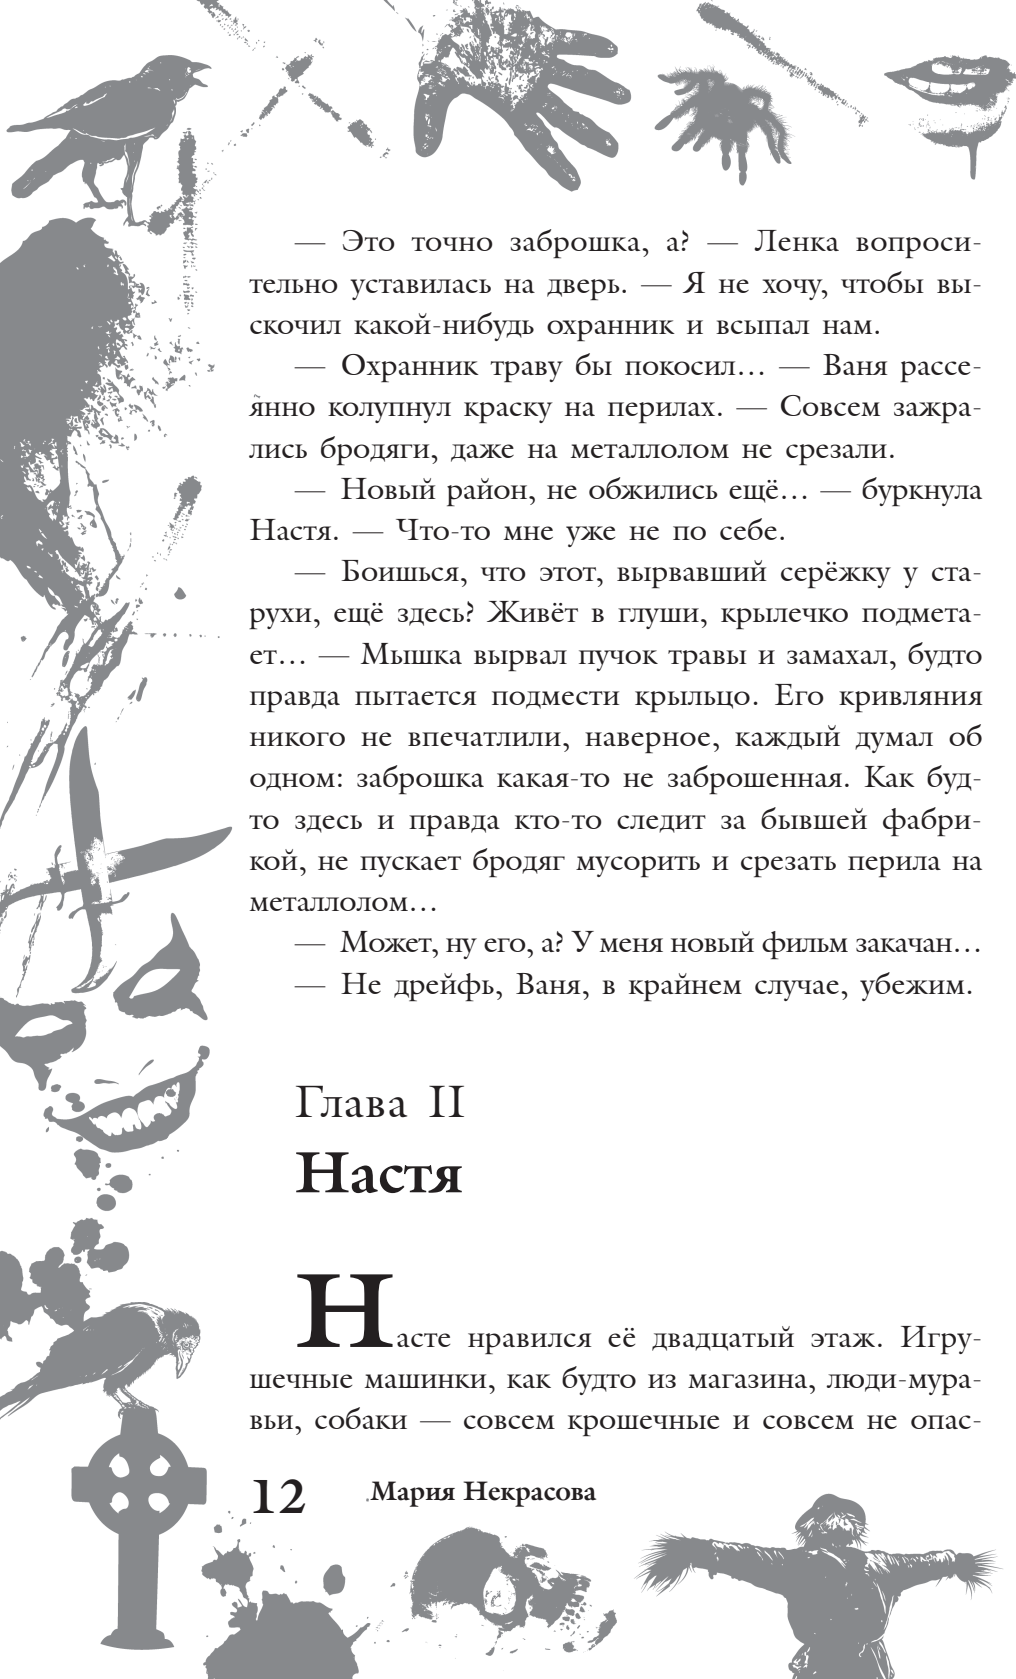 — Это точно заброшка, а? — Ленка вопроси-
тельно уставилась на дверь. — Я не хочу, чтобы вы-
скочил какой-нибудь охранник и всыпал нам.
— Охранник траву бы покосил… — Ваня рассе-
янно колупнул краску на перилах. — Совсем зажра-
лись бродяги, даже на металлолом не срезали.
— Новый район, не обжились ещё… — буркнула
Настя. — Что-то мне уже не по себе.
— Боишься, что этот, вырвавший серёжку у ста-
рухи, ещё здесь? Живёт в глуши, крылечко подмета-
ет… — Мышка вырвал пучок травы и замахал, будто
правда пытается подмести крыльцо. Его кривляния
никого не впечатлили, наверное, каждый думал об
одном: заброшка какая-то не заброшенная. Как буд-
то здесь и правда кто-то следит за бывшей фабри-
кой, не пускает бродяг мусорить и срезать перила на
металлолом…
— Может, ну его, а? У меня новый фильм закачан…
— Не дрейфь, Ваня, в крайнем случае, убежим.
Глава II
Настя
Насте нравился её двадцатый этаж. Игру-
шечные машинки, как будто из магазина, люди-мура-
вьи, собаки — совсем крошечные и совсем не опас-
12 Мария Некрасова